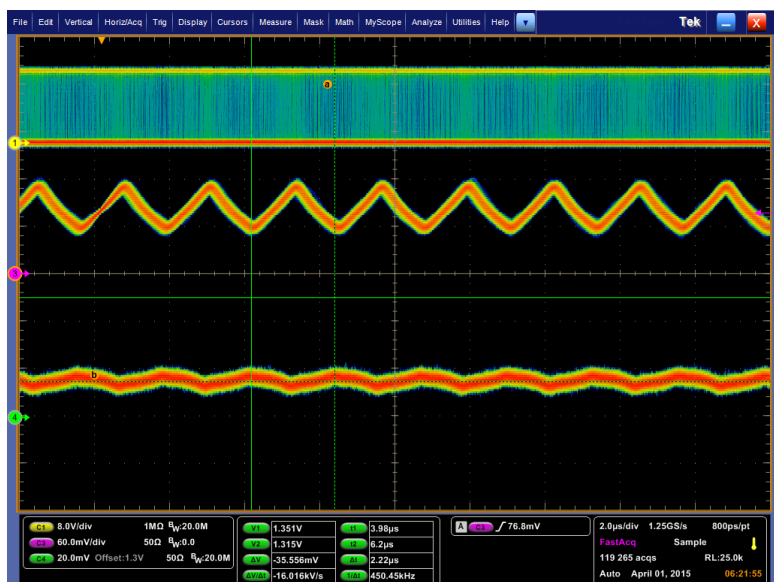 File Edit Vertical Horiz/Acq Trig Display Cursors Measure Mask Math MyScope Analyze Utilities Help Tek X
a
1
3
b
4
C1 8.0V/div 1MΩ BW:20.0M
C3 60.0mV/div 50Ω BW:0.0
C4 20.0mV Offset:1.3V 50Ω BW:20.0M
V1 1.351V t1 3.98µs
V2 1.315V t2 6.2µs
ΔV -35.556mV Δt 2.22µs
ΔV/Δt -16.016kV/s 1/Δt 450.45kHz
A C3 76.8mV
2.0µs/div 1.25GS/s 800ps/pt
FastAcq Sample
119 265 acqs RL:25.0k
Auto April 01, 2015 06:21:55